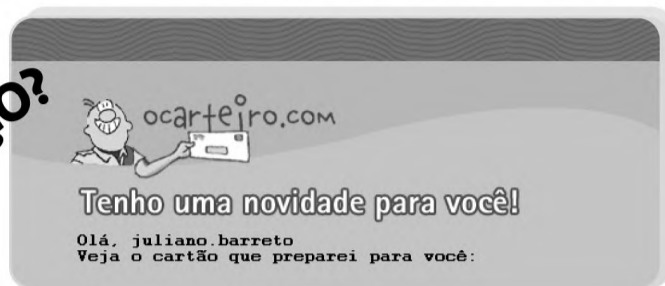 O?
ocarteiro.com
Tenho uma novidade para você!
Olá, juliano.barreto
Veja o cartão que preparei para você: